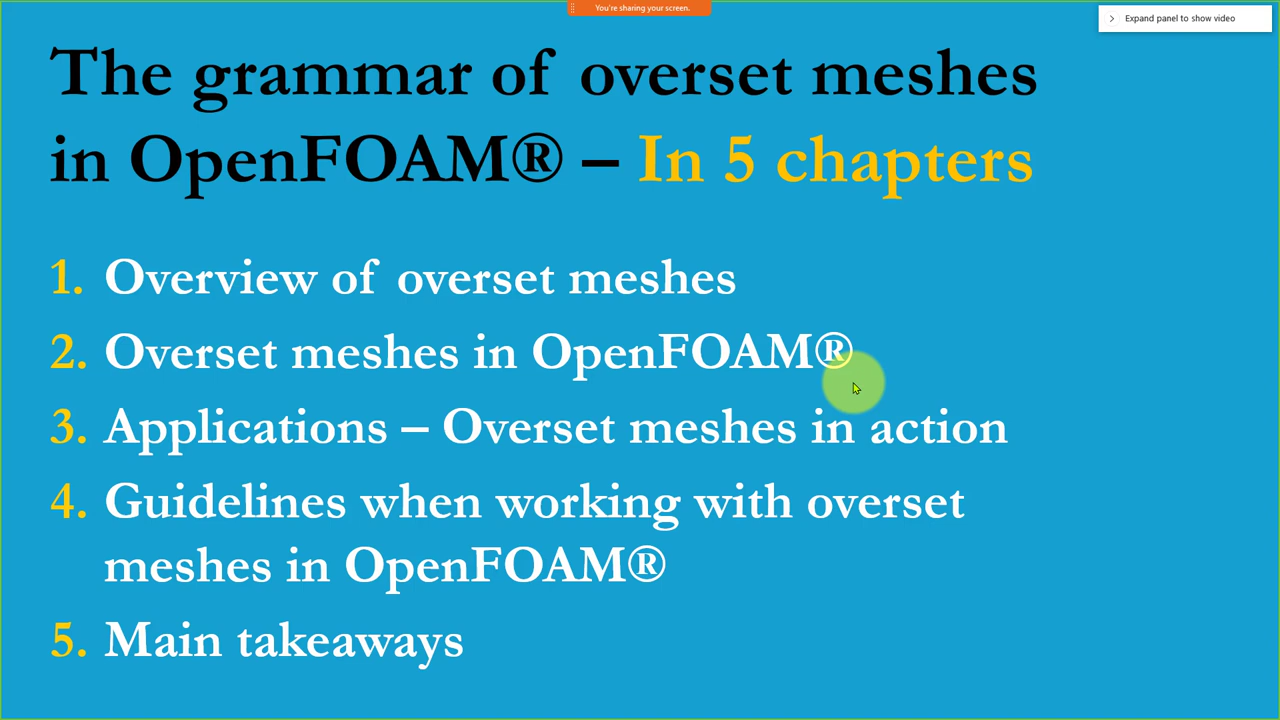 You're sharing your screen.
Expand panel to show video
The grammar of overset meshes
in OpenFOAM® – In 5 chapters
1. Overview of overset meshes
2. Overset meshes in OpenFOAM®
3. Applications – Overset meshes in action
4. Guidelines when working with overset
meshes in OpenFOAM®
5. Main takeaways